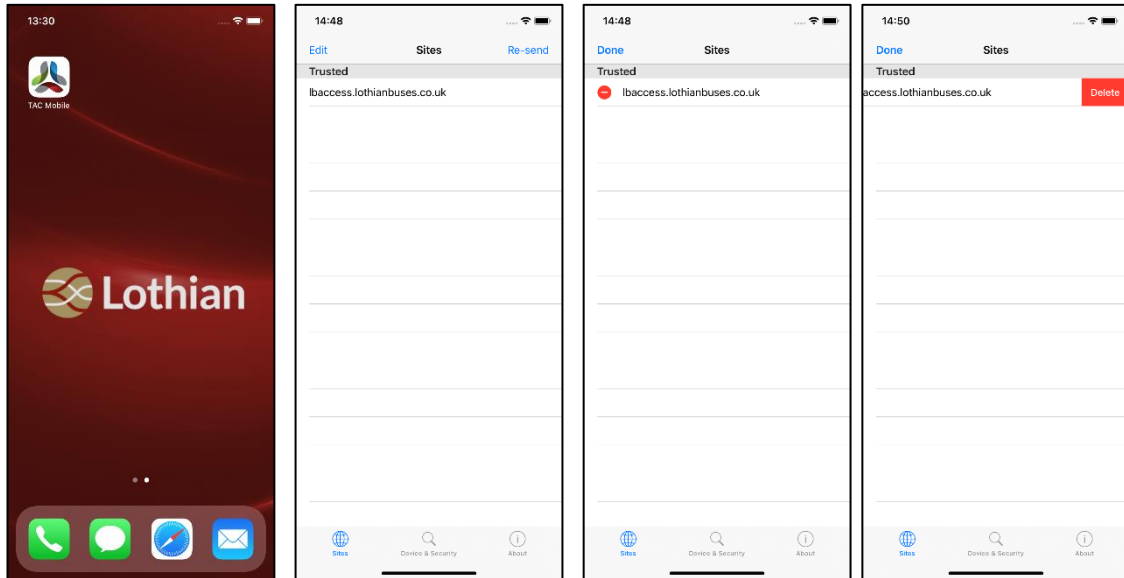 13:30
TAC Mobile
Lothian
14:48
Edit Sites Re-send
Trusted
lbaccess.lothianbuses.co.uk
Sites Device & Security About
14:48
Done Sites
Trusted
lbaccess.lothianbuses.co.uk
Sites Device & Security About
14:50
Done Sites
Trusted
access.lothianbuses.co.uk Delete
Sites Device & Security About